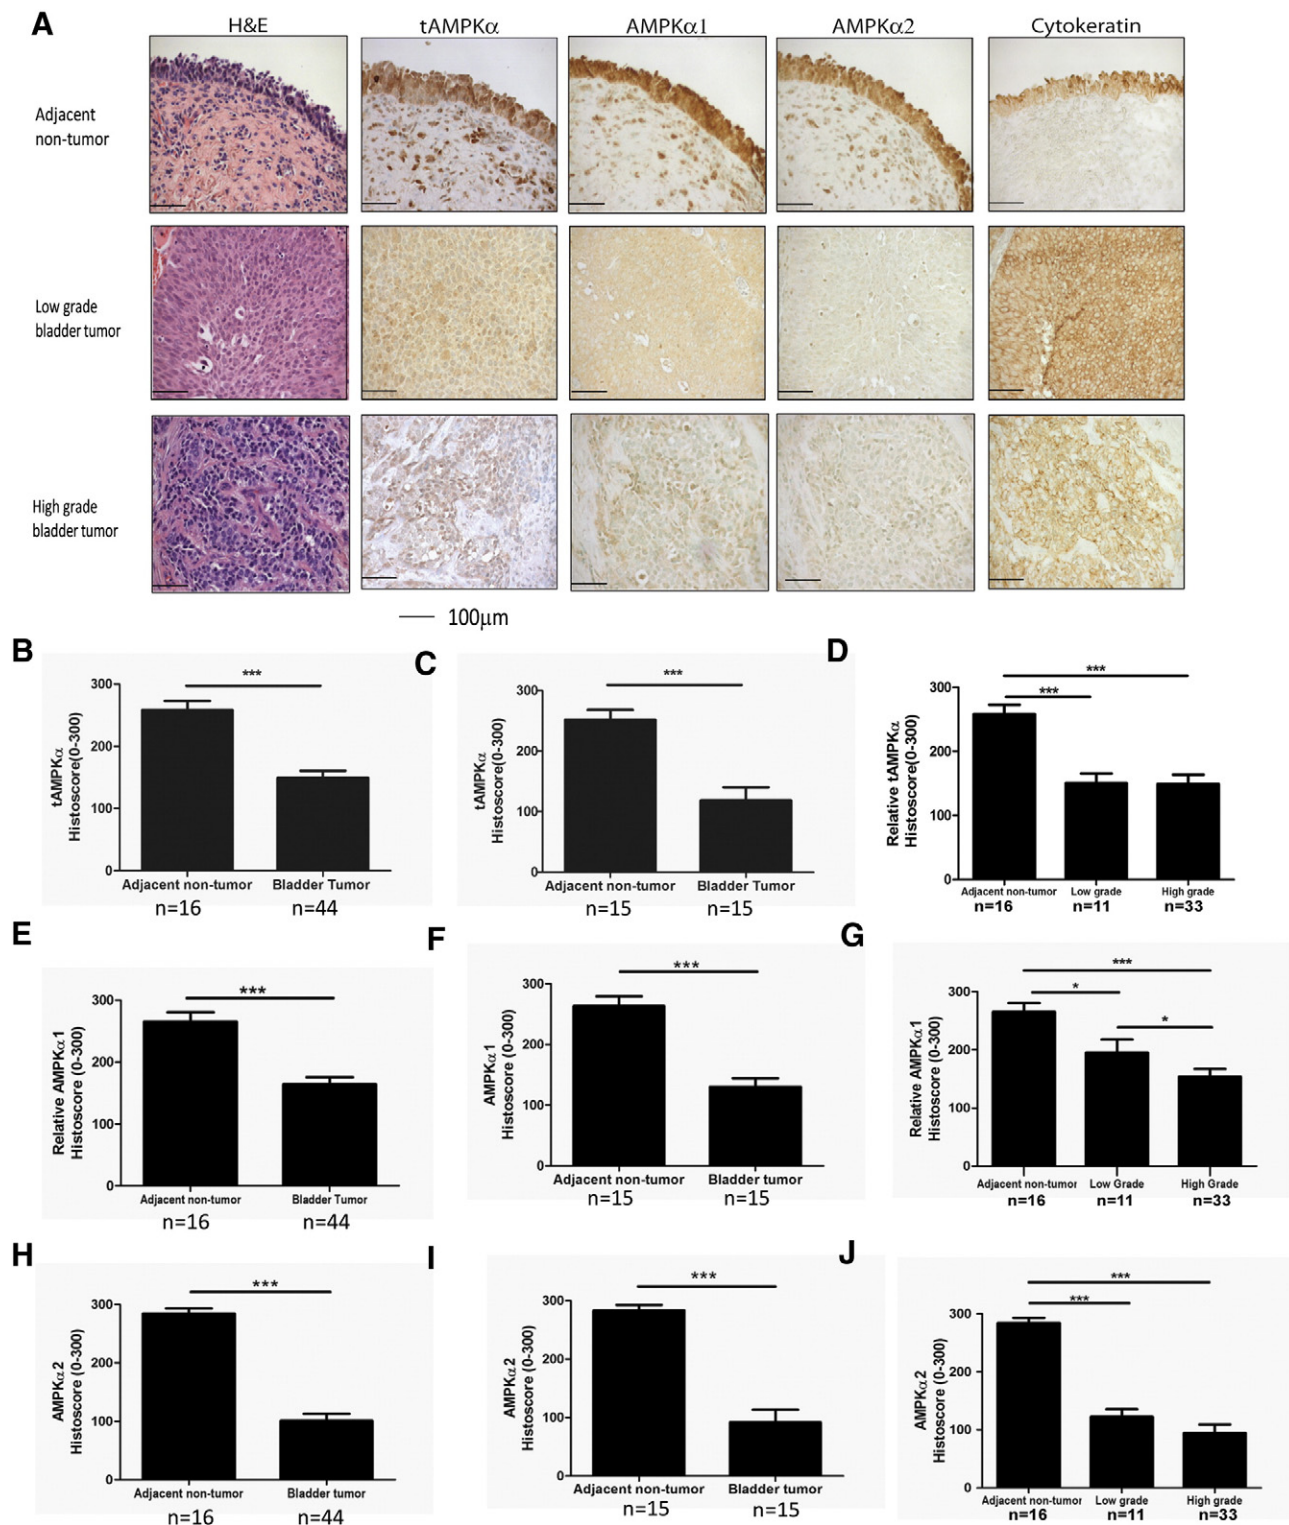 A
H&E
tAMPKα
AMPKα1
AMPKα2
Cytokeratin
Adjacent
non-tumor
Low grade
bladder tumor
High grade
bladder tumor
100µm
B
***
tAMPKα
Histoscore(0-300)
300
200
100
0
Adjacent non-tumor
Bladder Tumor
n=16
n=44
C
***
tAMPKα
Histoscore(0-300)
300
200
100
0
Adjacent non-tumor
Bladder Tumor
n=15
n=15
D
***
***
Relative tAMPKα
Histoscore(0-300)
300
200
100
0
Adjacent non-tumor
Low grade
High grade
n=16
n=11
n=33
E
***
Relative AMPKα1
Histoscore (0-300)
300
200
100
0
Adjacent non-tumor
Bladder Tumor
n=16
n=44
F
***
AMPKα1
Histoscore (0-300)
300
200
100
0
Adjacent non-tumor
Bladder Tumor
n=15
n=15
G
***
*
*
Relative AMPKα1
Histoscore (0-300)
300
200
100
0
Adjacent non-tumor
Low Grade
High Grade
n=16
n=11
n=33
H
***
AMPKα2
Histoscore (0-300)
300
200
100
0
Adjacent non-tumor
Bladder Tumor
n=16
n=44
I
***
AMPKα2
Histoscore (0-300)
300
200
100
0
Adjacent non-tumor
Bladder Tumor
n=15
n=15
J
***
***
AMPKα2
Histoscore (0-300)
300
200
100
0
Adjacent non-tumor
Low grade
High grade
n=16
n=11
n=33